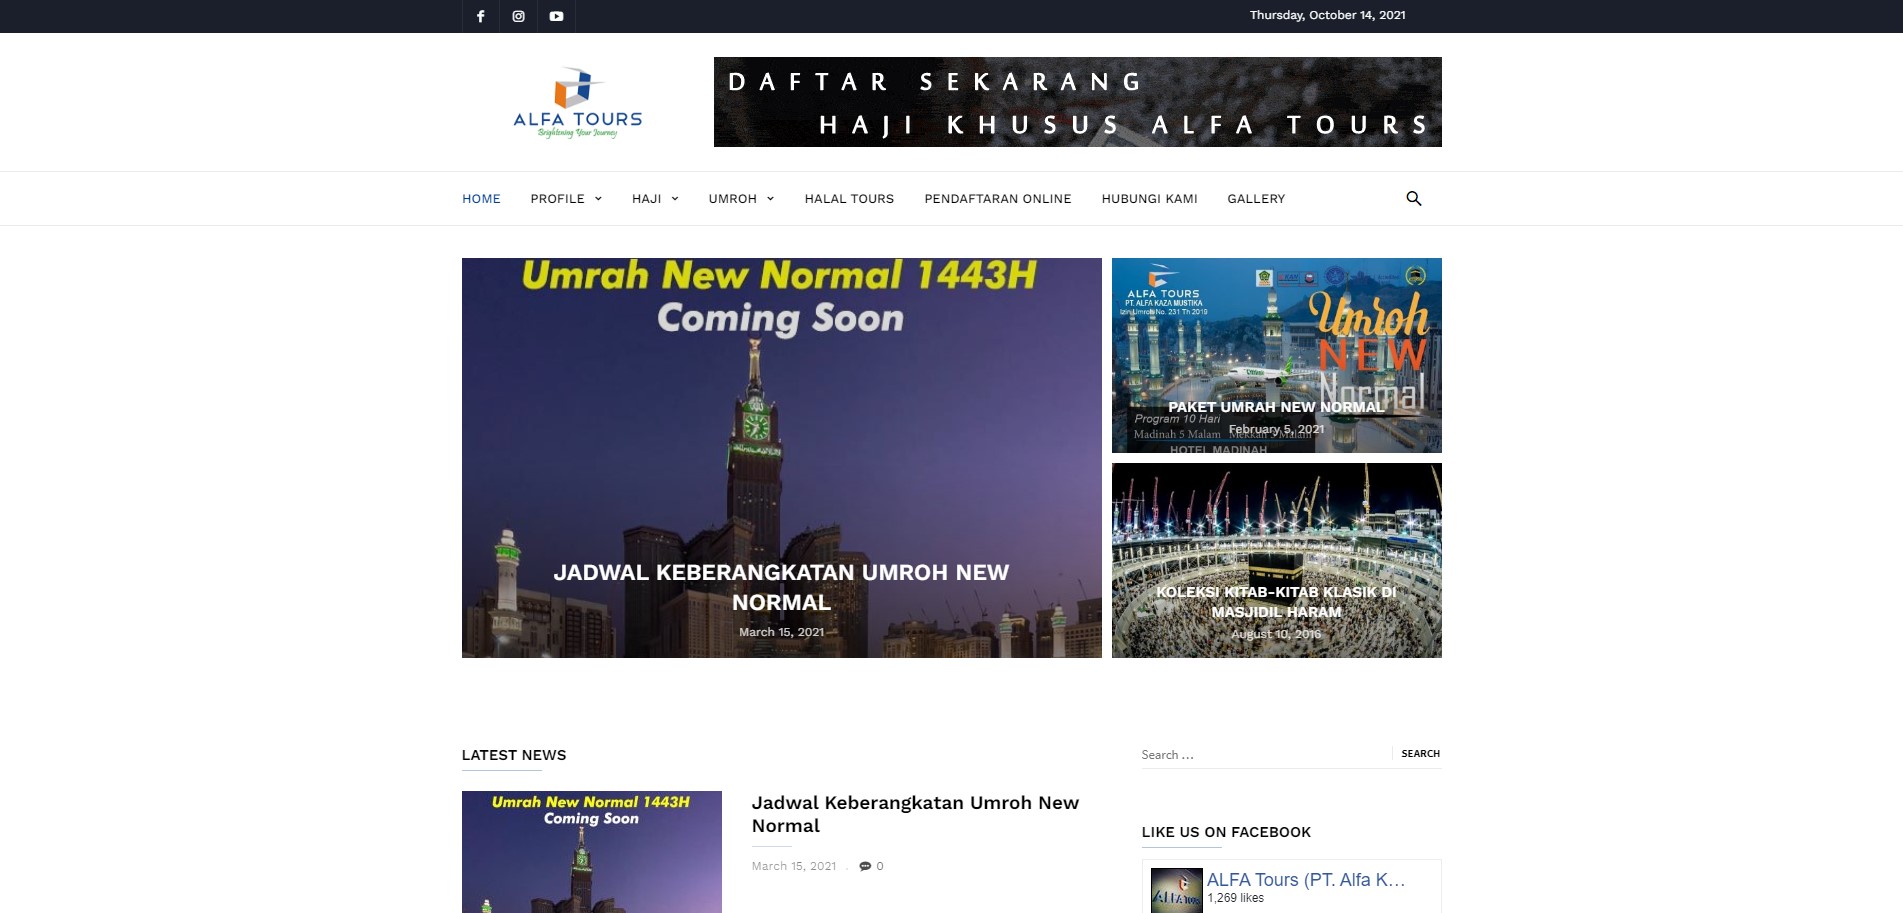 Thursday, October 14, 2021
ALFA TOURS
Brightening Your Journey
DAFTAR SEKARANG
HAJI KHUSUS ALFA TOURS
HOME PROFILE HAJI UMROH HALAL TOURS PENDAFTARAN ONLINE HUBUNGI KAMI GALLERY
Umrah New Normal 1443H
Coming Soon
JADWAL KEBERANGKATAN UMROH NEW
NORMAL
March 15, 2021
ALFA TOURS
PT. ALFA KAZA MUSTIKA
Izin Umroh No. 231 Th 2019
Umroh
NEW
Normal
PAKET UMRAH NEW NORMAL
Program 10 Hari
February 5, 2021
Madinah 5 Malam
HOTEL MADINAH
KOLEKSI KITAB-KITAB KLASIK DI
MASJIDIL HARAM
August 10, 2016
LATEST NEWS
Search …
SEARCH
Umrah New Normal 1443H
Coming Soon
Jadwal Keberangkatan Umroh New
Normal
March 15, 2021 . 0
LIKE US ON FACEBOOK
ALFA TOURS
ALFA Tours (PT. Alfa K…
1,269 likes